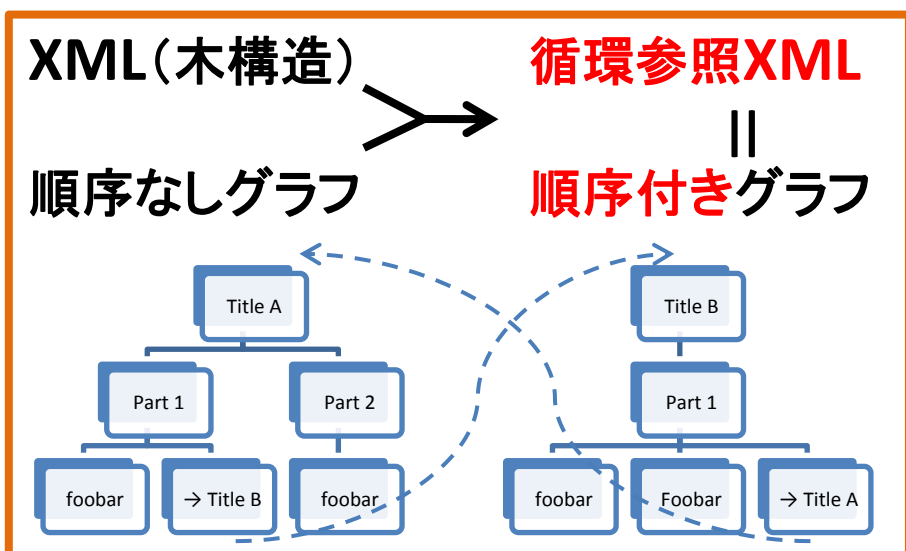 XML(木構造)
循環参照XML
||
順序なしグラフ
順序付きグラフ
Title A
Title B
Part 1
Part 2
Part 1
foobar
→ Title B
foobar
foobar
Foobar
→ Title A